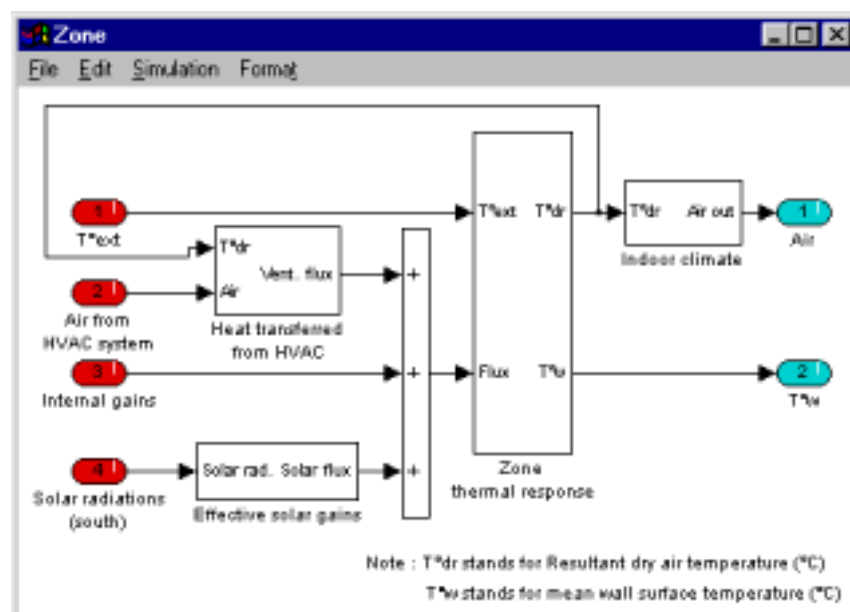 Zone
File Edit Simulation Format
1
T°ext
2
Air from
HVAC system
3
Internal gains
4
Solar radiations
(south)
T°dr
Air
Vent. flux
Heat transferred
from HVAC
Solar rad. Solar flux
Effective solar gains
+
+
+
T°ext T°dr
Flux T°w
Zone
thermal response
T°dr Air out
Indoor climate
1
Air
2
T°w
Note : T°dr stands for Resultant dry air temperature (°C)
T°w stands for mean wall surface temperature (°C)